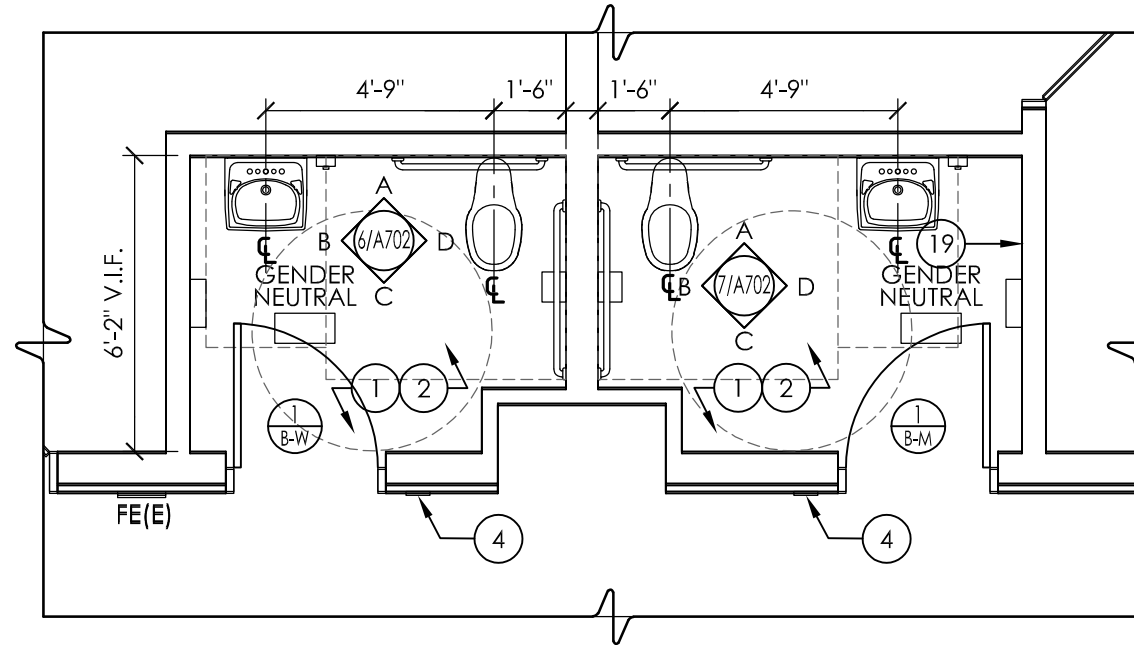 4'-9"
1'-6"
1'-6"
4'-9"
6'-2" V.I.F.
A
B
6/A702
D
C
℄
GENDER
NEUTRAL
℄
A
℄
B
7/A702
D
C
℄
19
GENDER
NEUTRAL
1
2
1
2
1
B-W
1
B-M
FE(E)
4
4